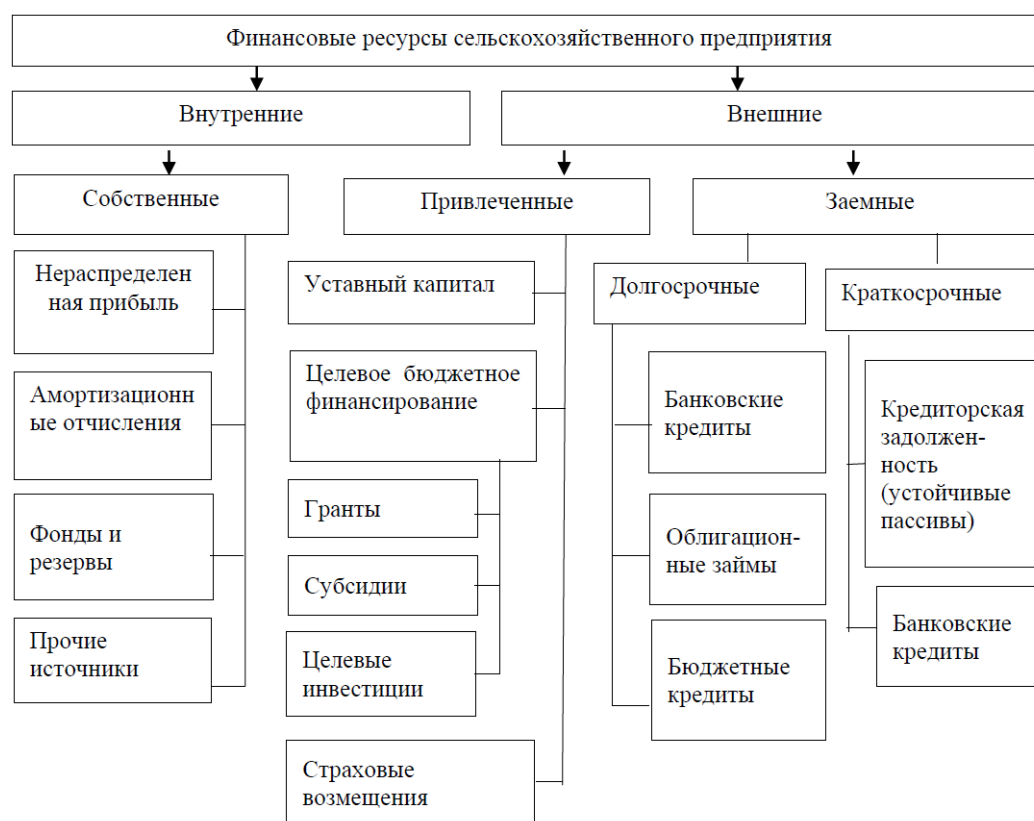 Финансовые ресурсы сельскохозяйственного предприятия
Внутренние
Внешние
Собственные
Привлеченные
Заемные
Нераспределен
ная прибыль
Амортизационн
ые отчисления
Фонды и
резервы
Прочие
источники
Уставный капитал
Целевое бюджетное
финансирование
Гранты
Субсидии
Целевые
инвестиции
Страховые
возмещения
Долгосрочные
Банковские
кредиты
Облигацион-
ные займы
Бюджетные
кредиты
Краткосрочные
Кредиторская
задолжен-
ность
(устойчивые
пассивы)
Банковские
кредиты